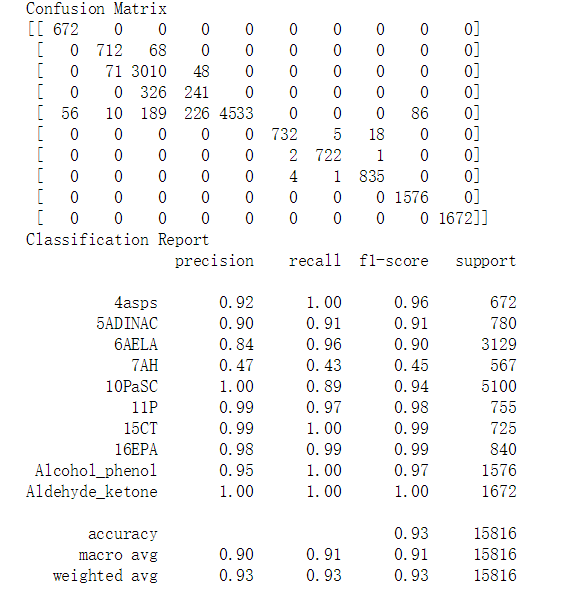 Confusion Matrix
[[ 672 0 0 0 0 0 0 0 0 0]
[ 0 712 68 0 0 0 0 0 0 0]
[ 0 71 3010 48 0 0 0 0 0 0]
[ 0 0 326 241 0 0 0 0 0 0]
[ 56 10 189 226 4533 0 0 0 86 0]
[ 0 0 0 0 0 732 5 18 0 0]
[ 0 0 0 0 0 2 722 1 0 0]
[ 0 0 0 0 0 4 1 835 0 0]
[ 0 0 0 0 0 0 0 0 1576 0]
[ 0 0 0 0 0 0 0 0 0 1672]]
Classification Report
precision recall f1-score support
4asps 0.92 1.00 0.96 672
5ADINAC 0.90 0.91 0.91 780
6AELA 0.84 0.96 0.90 3129
7AH 0.47 0.43 0.45 567
10PaSC 1.00 0.89 0.94 5100
11P 0.99 0.97 0.98 755
15CT 0.99 1.00 0.99 725
16EPA 0.98 0.99 0.99 840
Alcohol_phenol 0.95 1.00 0.97 1576
Aldehyde_ketone 1.00 1.00 1.00 1672
accuracy 0.93 15816
macro avg 0.90 0.91 0.91 15816
weighted avg 0.93 0.93 0.93 15816